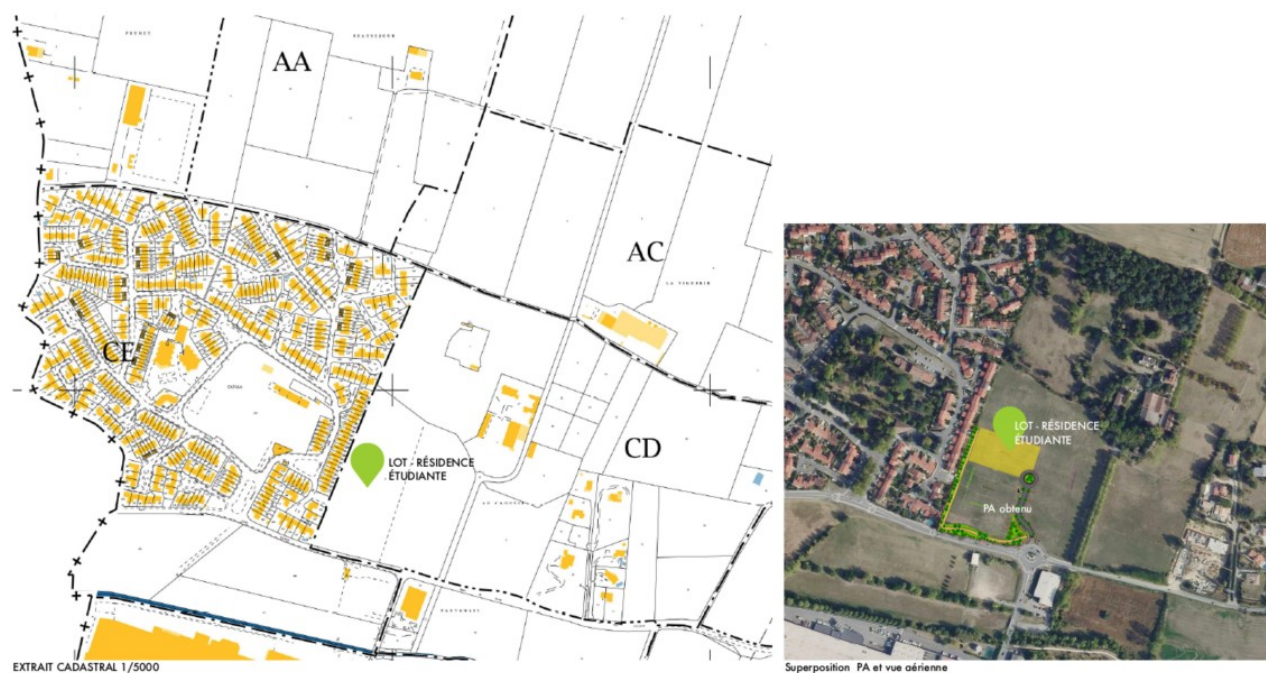 AA
AC
CE
CD
LOT - RÉSIDENCE
ÉTUDIANTE
EXTRAIT CADASTRAL 1/5000
LOT - RÉSIDENCE
ÉTUDIANTE
PA obtenu
Superposition PA et vue aérienne